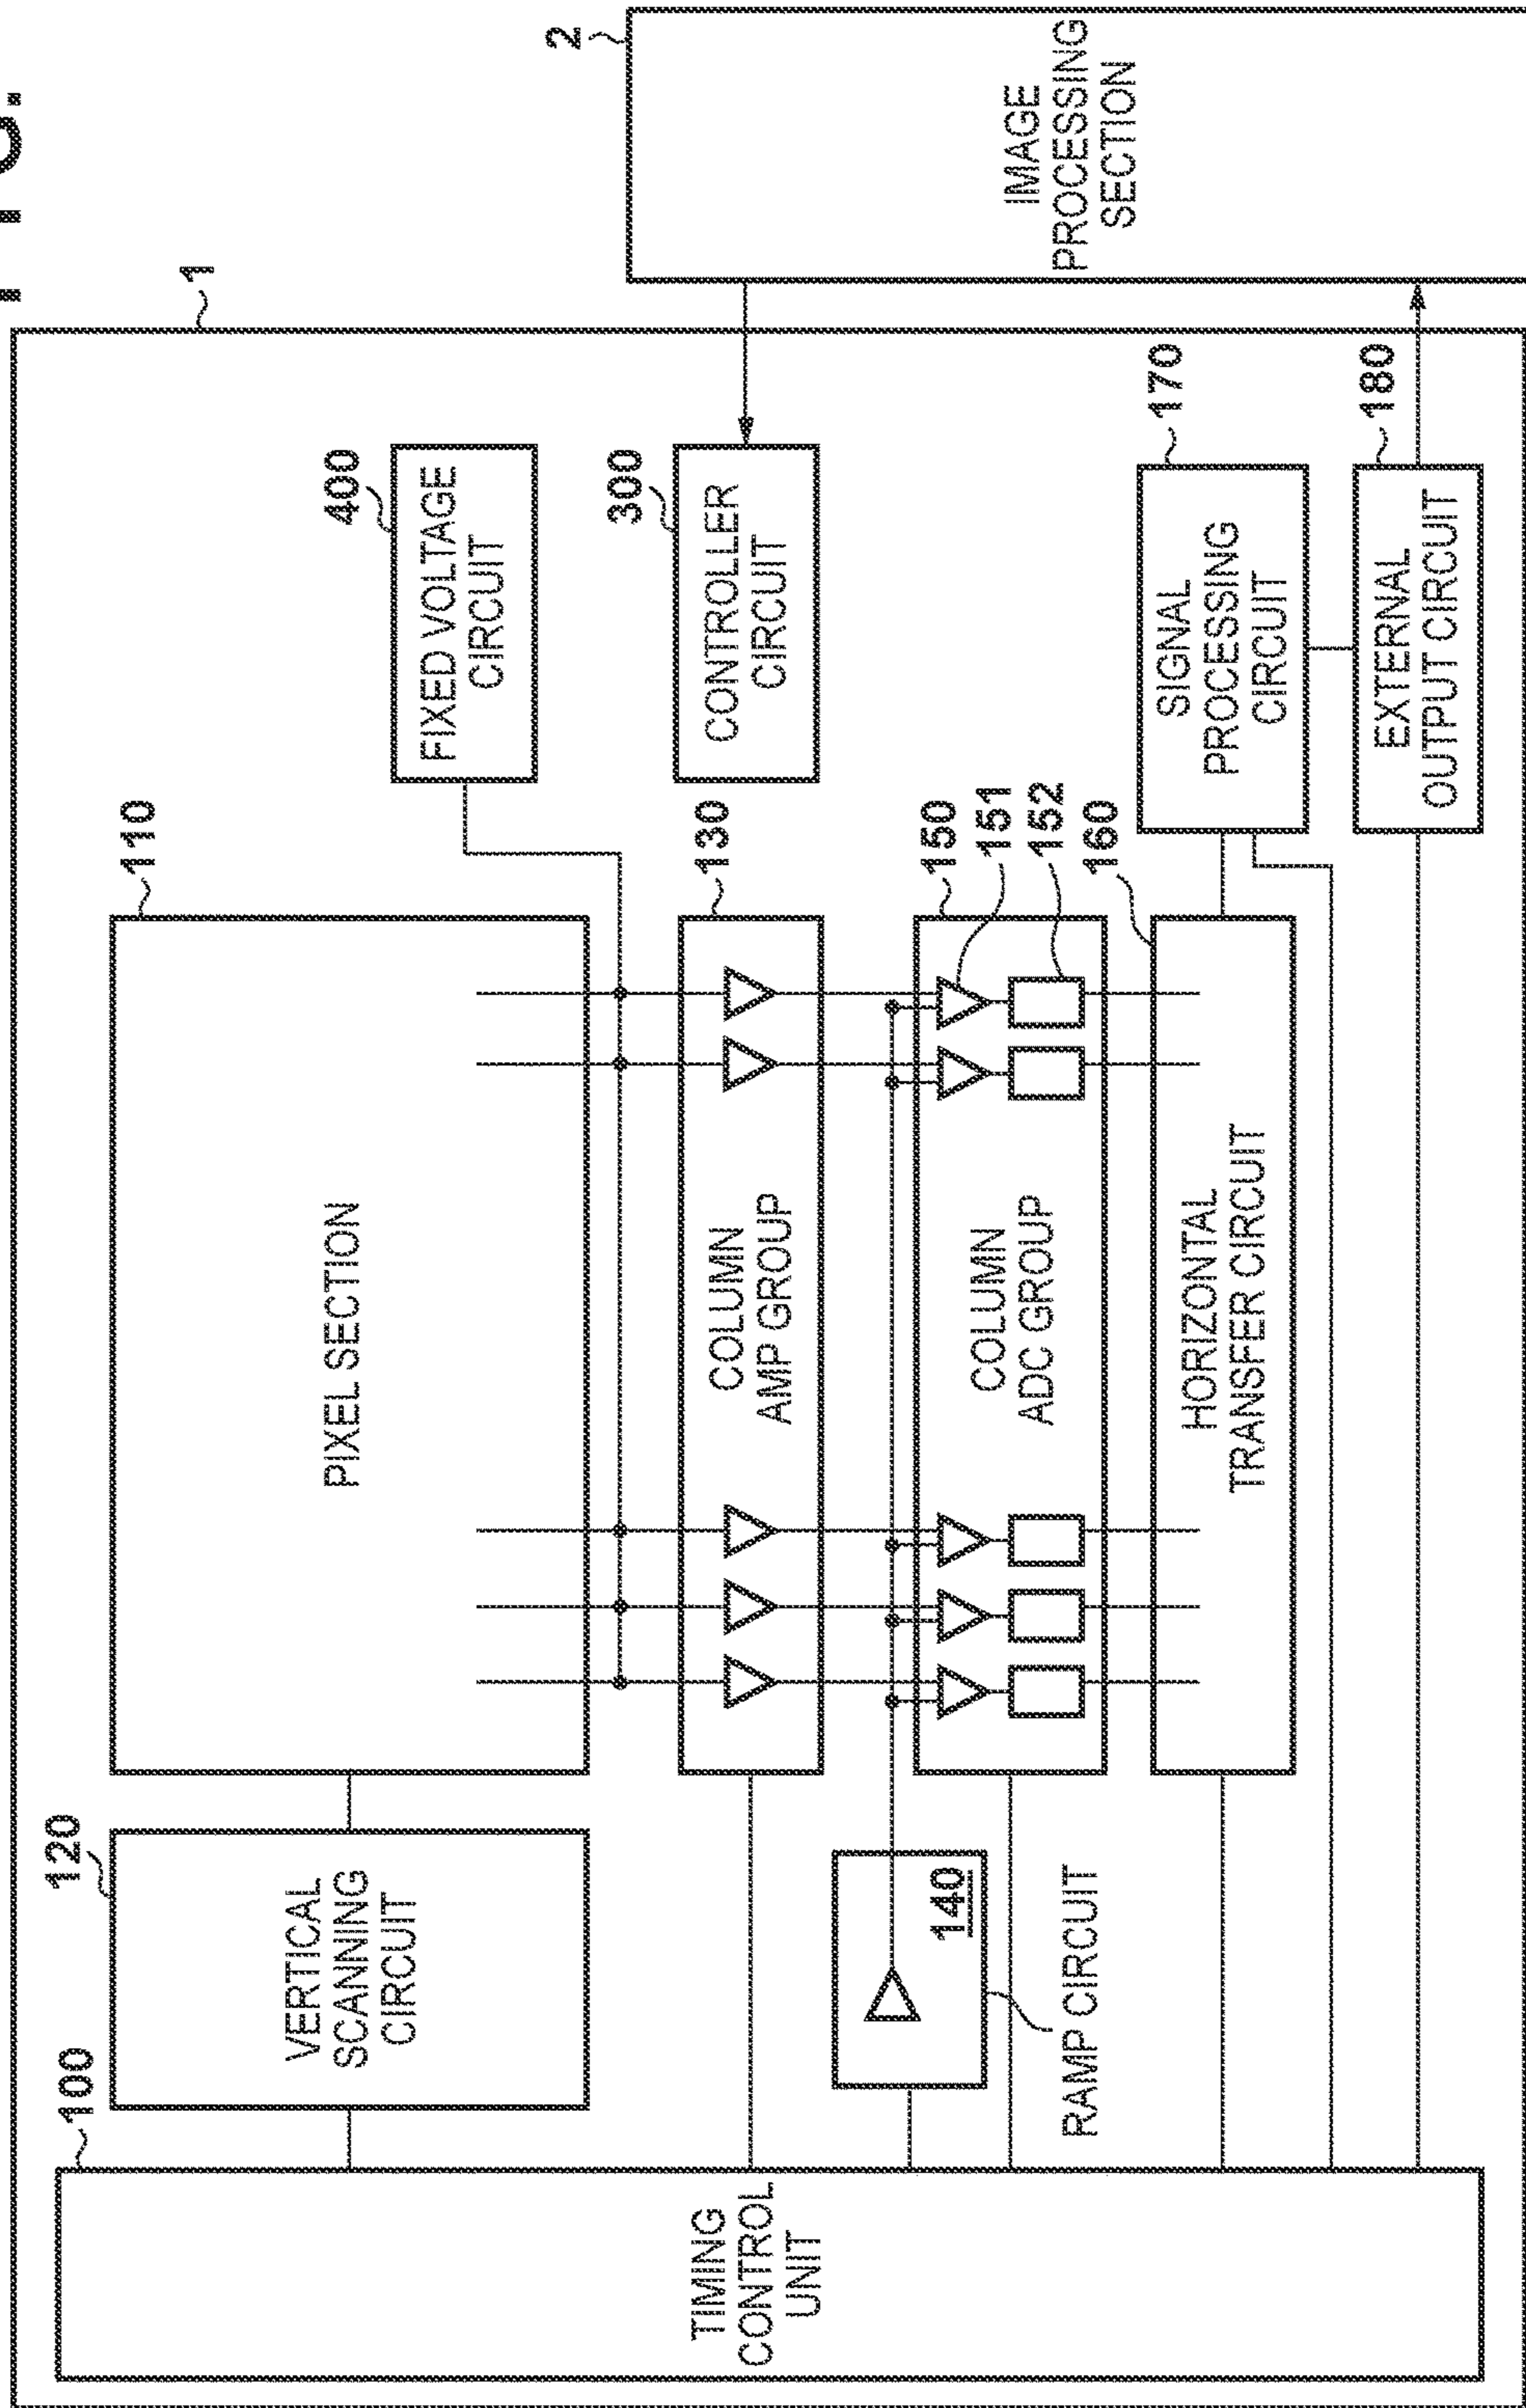 FIG.
1
2
100
TIMING
CONTROL
UNIT
120
VERTICAL
SCANNING
CIRCUIT
110
PIXEL SECTION
400
FIXED VOLTAGE
CIRCUIT
300
CONTROLLER
CIRCUIT
IMAGE
PROCESSING
SECTION
130
COLUMN
AMP GROUP
140
RAMP CIRCUIT
150
151
152
COLUMN
ADC GROUP
160
HORIZONTAL
TRANSFER CIRCUIT
170
SIGNAL
PROCESSING
CIRCUIT
180
EXTERNAL
OUTPUT CIRCUIT